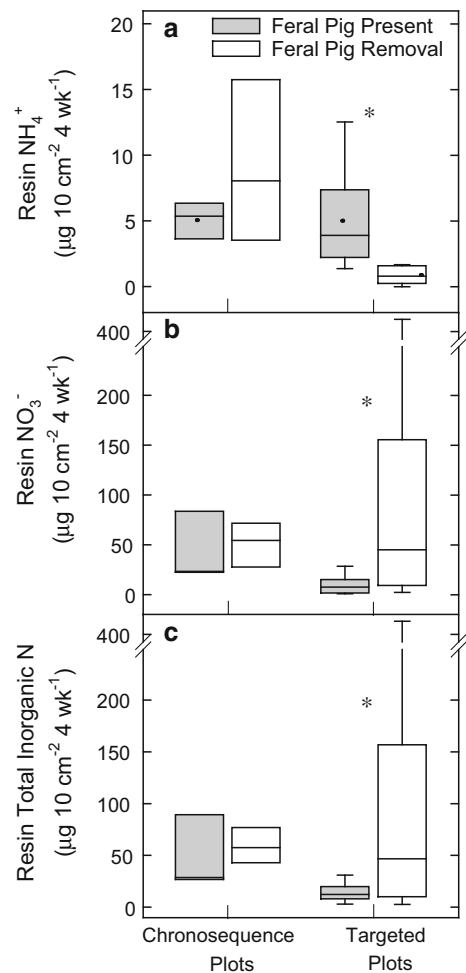 a
Feral Pig Present
Feral Pig Removal
Resin NH₄⁺
(µg 10 cm⁻² 4 wk⁻¹)
20
15
10
5
0
*
b
Resin NO₃⁻
(µg 10 cm⁻² 4 wk⁻¹)
400
200
150
100
50
0
*
c
Resin Total Inorganic N
(µg 10 cm⁻² 4 wk⁻¹)
400
200
150
100
50
0
*
Chronosequence
Plots
Targeted
Plots